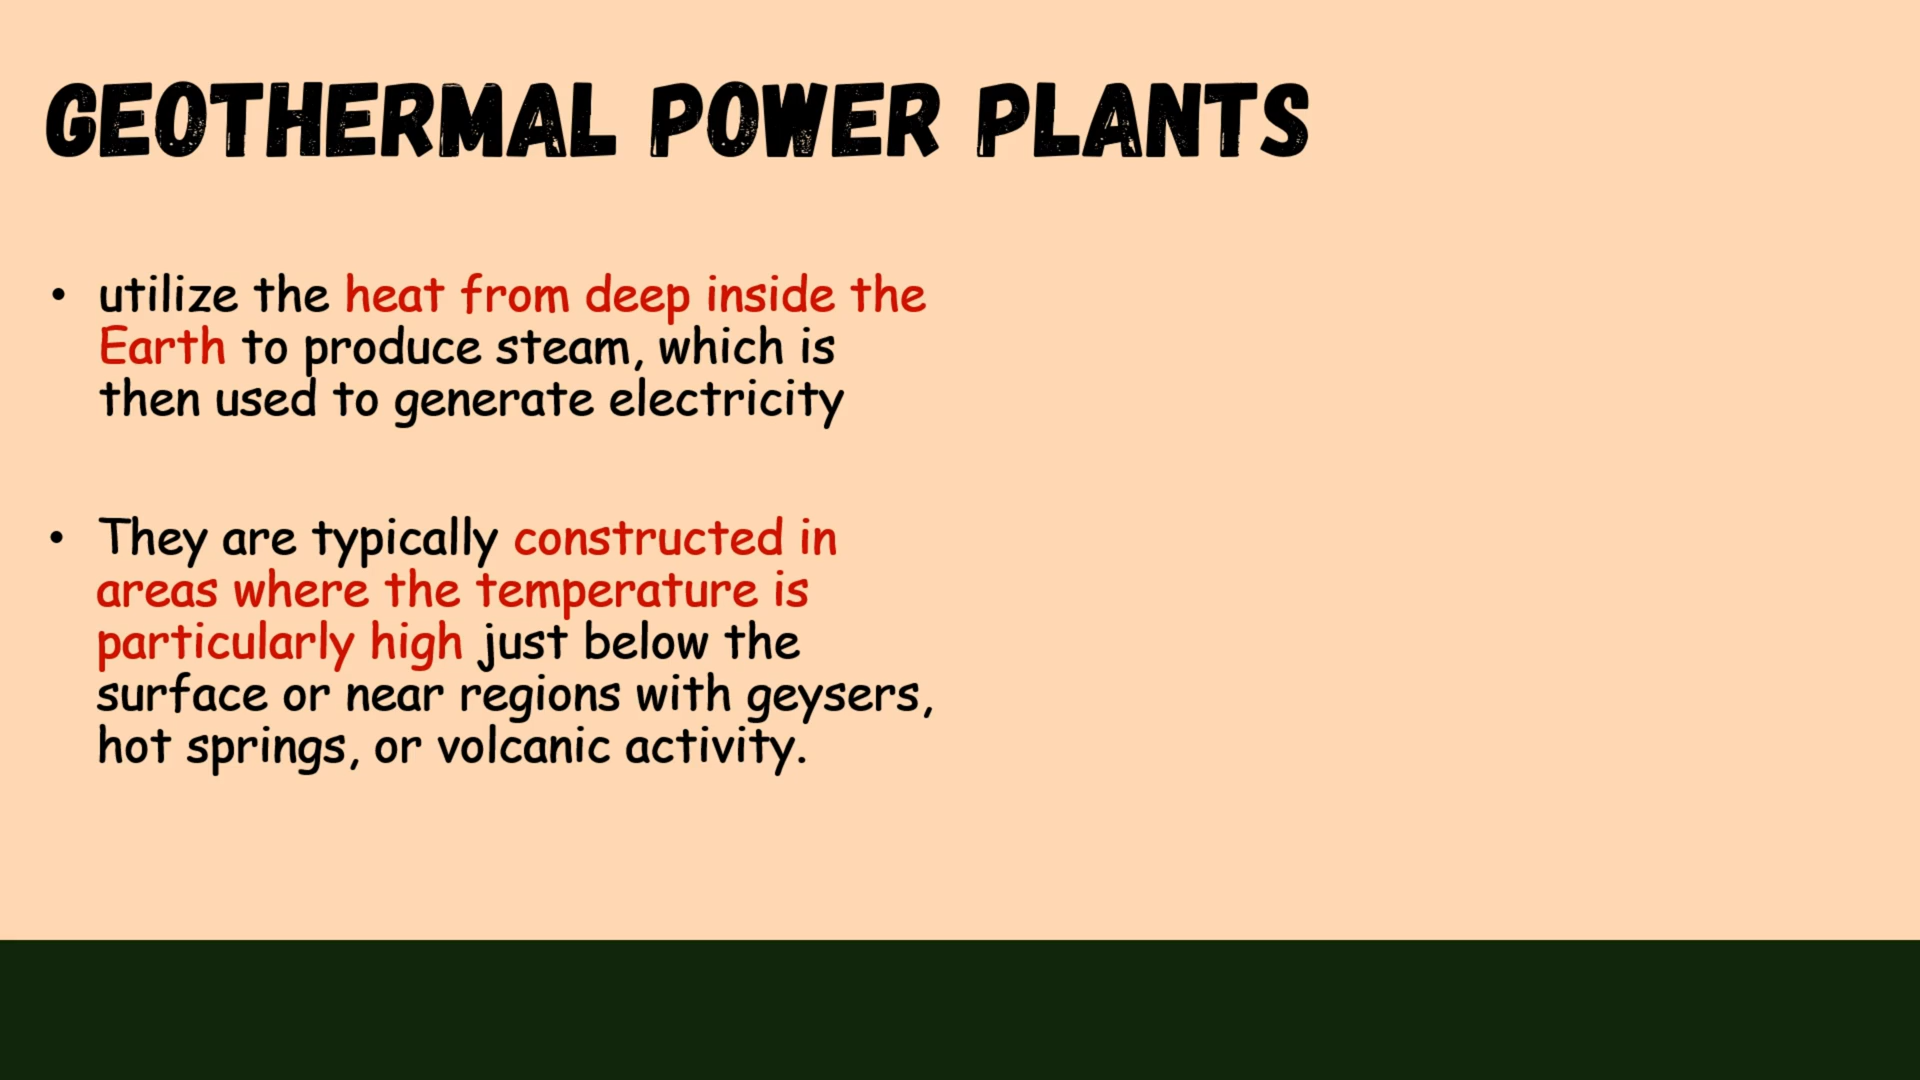 GEOTHERMAL POWER PLANTS
• utilize the heat from deep inside the
Earth to produce steam, which is
then used to generate electricity
• They are typically constructed in
areas where the temperature is
particularly high just below the
surface or near regions with geysers,
hot springs, or volcanic activity.